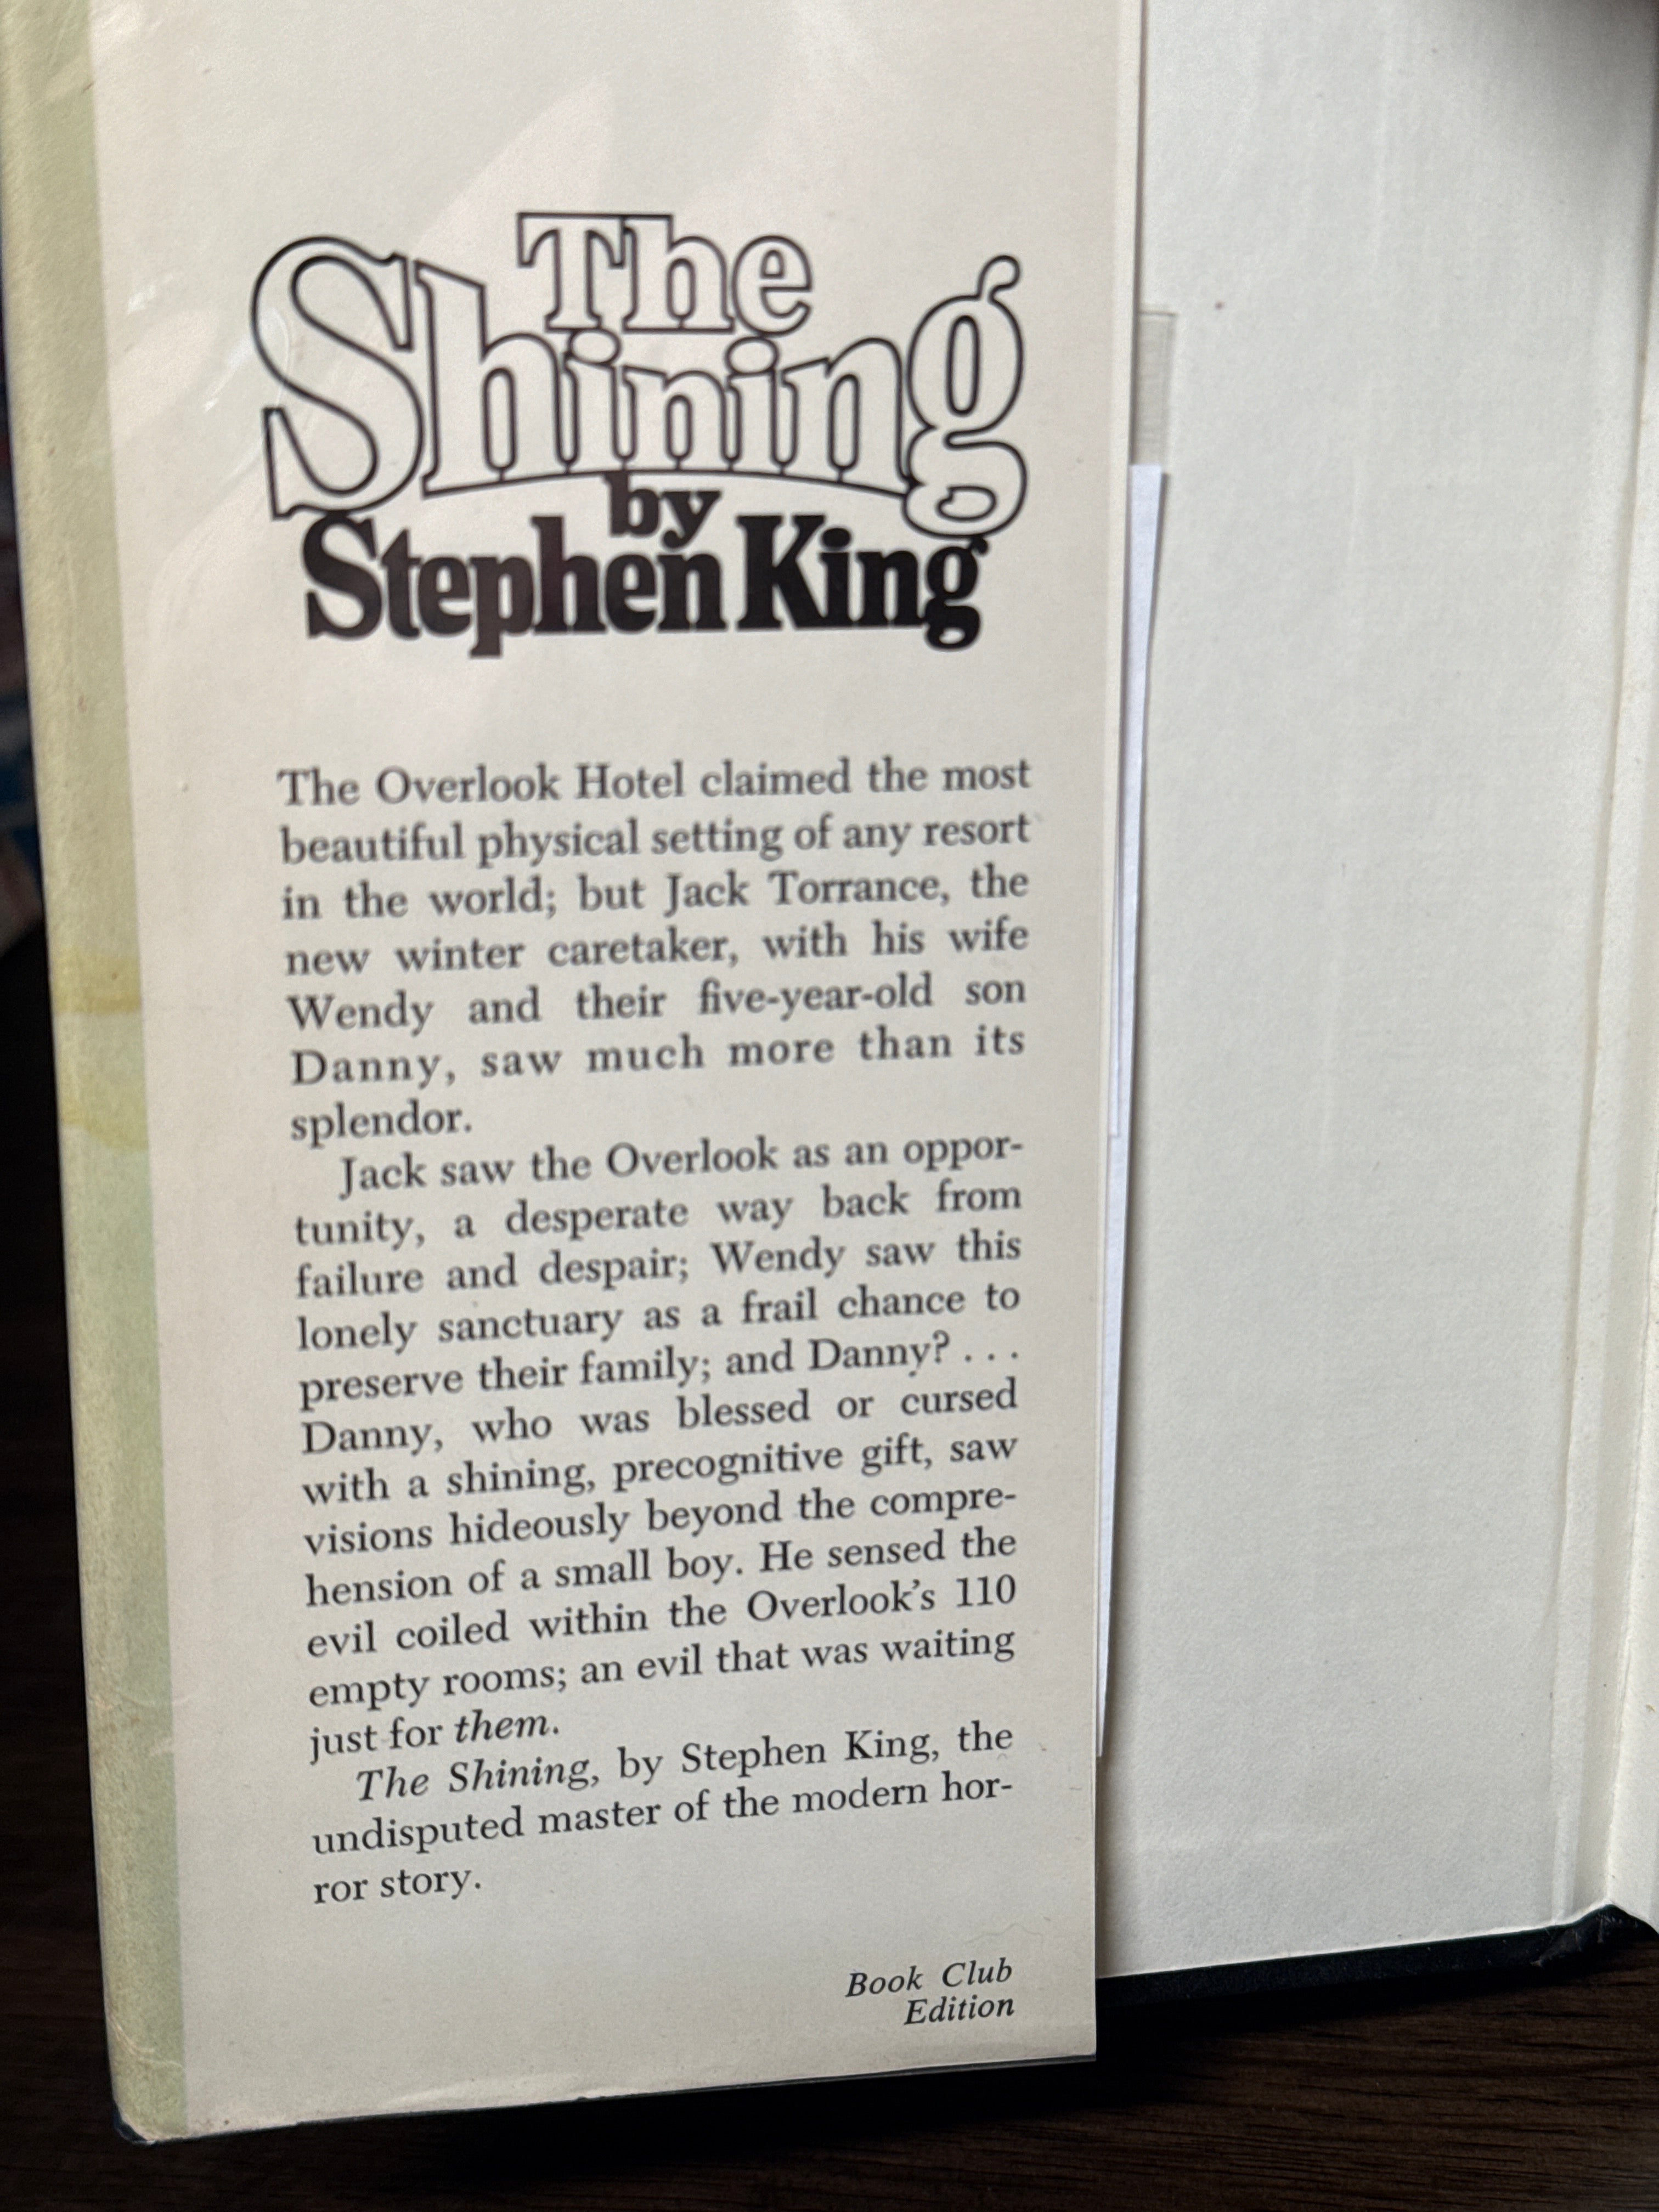 The
Shining
by
Stephen King
The Overlook Hotel claimed the most
beautiful physical setting of any resort
in the world; but Jack Torrance, the
new winter caretaker, with his wife
Wendy and their five-year-old son
Danny, saw much more than its
splendor.
Jack saw the Overlook as an oppor-
tunity, a desperate way back from
failure and despair; Wendy saw this
lonely sanctuary as a frail chance to
preserve their family; and Danny? . . .
Danny, who was blessed or cursed
with a shining, precognitive gift, saw
visions hideously beyond the compre-
hension of a small boy. He sensed the
evil coiled within the Overlook's 110
empty rooms; an evil that was waiting
just for them.
The Shining, by Stephen King, the
undisputed master of the modern hor-
ror story.
Book Club
Edition